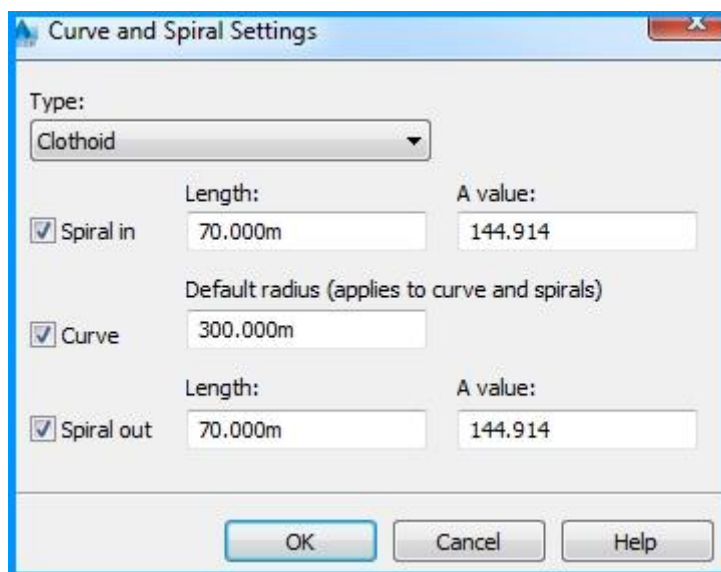 Curve and Spiral Settings
Type:
Clothoid
Length: A value:
Spiral in 70.000m 144.914
Default radius (applies to curve and spirals)
Curve 300.000m
Length: A value:
Spiral out 70.000m 144.914
OK Cancel Help